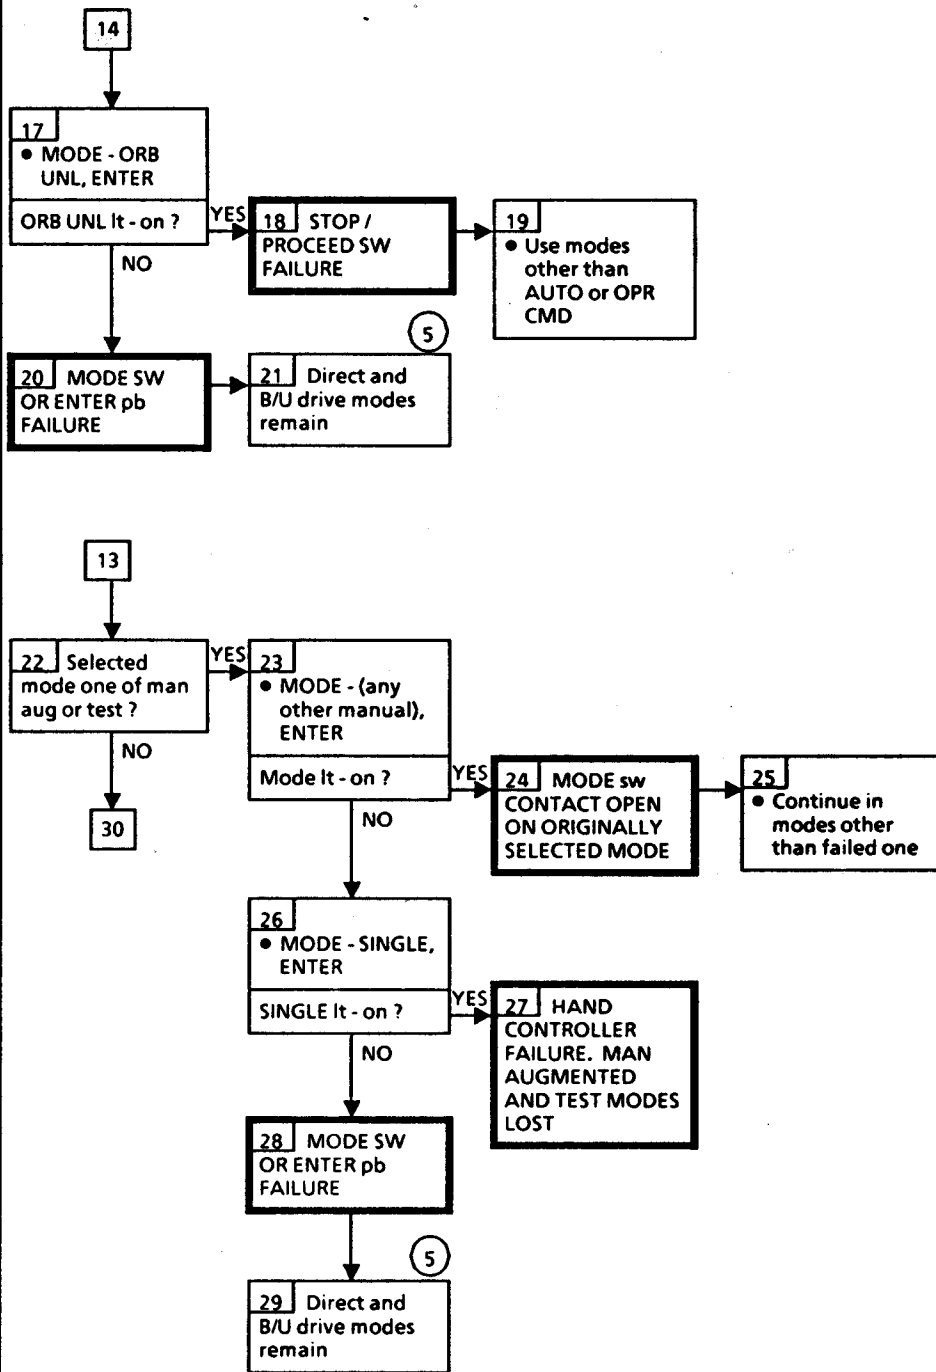 14
17
• MODE - ORB
UNL, ENTER
ORB UNL lt - on ?
YES
18 STOP /
PROCEED SW
FAILURE
19
• Use modes
other than
AUTO or OPR
CMD
NO
20 MODE SW
OR ENTER pb
FAILURE
5
21 Direct and
B/U drive modes
remain
13
22 Selected
mode one of man
aug or test ?
YES
23
• MODE - (any
other manual),
ENTER
Mode lt - on ?
NO
30
YES
24 MODE sw
CONTACT OPEN
ON ORIGINALLY
SELECTED MODE
25
• Continue in
modes other
than failed one
NO
26
• MODE - SINGLE,
ENTER
SINGLE lt - on ?
YES
27 HAND
CONTROLLER
FAILURE. MAN
AUGMENTED
AND TEST MODES
LOST
NO
28 MODE SW
OR ENTER pb
FAILURE
5
29 Direct and
B/U drive modes
remain